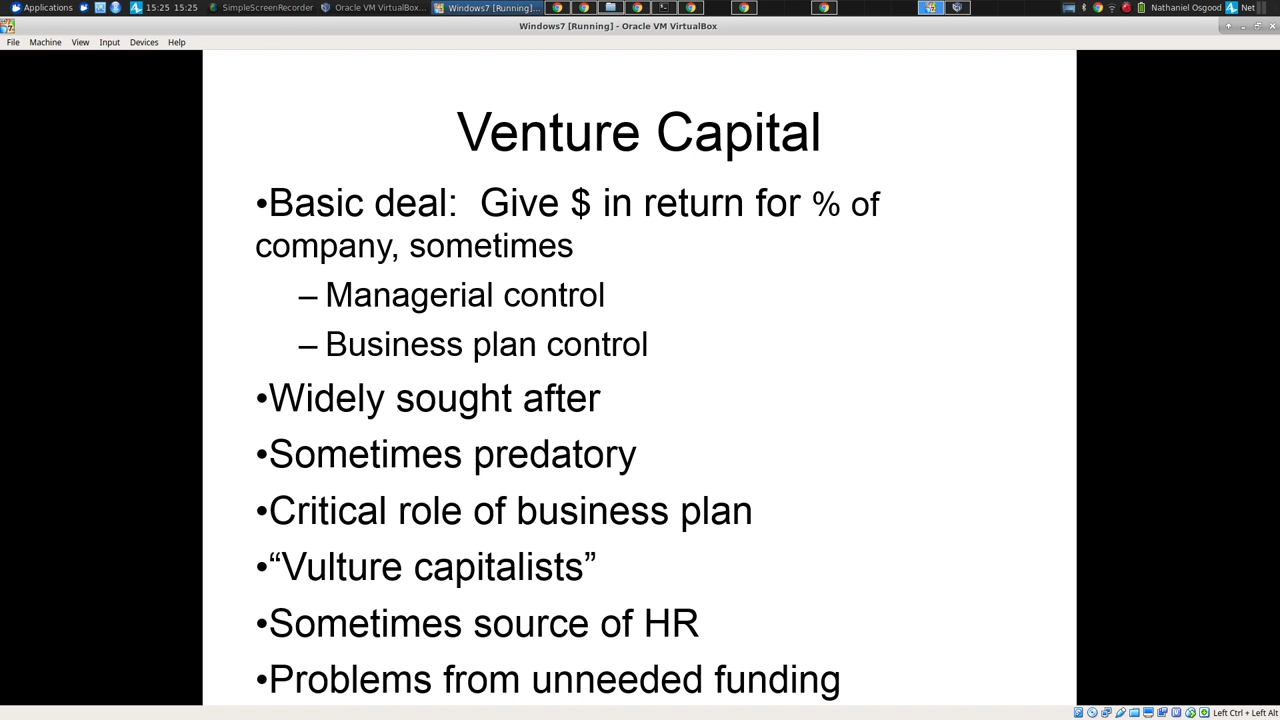 Applications 15:25 15:25 SimpleScreenRecorder Oracle VM VirtualBox... Windows7 [Running]... Nathaniel Osgood Net
Windows7 [Running] - Oracle VM VirtualBox
File Machine View Input Devices Help
Venture Capital
•Basic deal: Give $ in return for % of
company, sometimes
– Managerial control
– Business plan control
•Widely sought after
•Sometimes predatory
•Critical role of business plan
•“Vulture capitalists”
•Sometimes source of HR
•Problems from unneeded funding
Left Ctrl + Left Alt